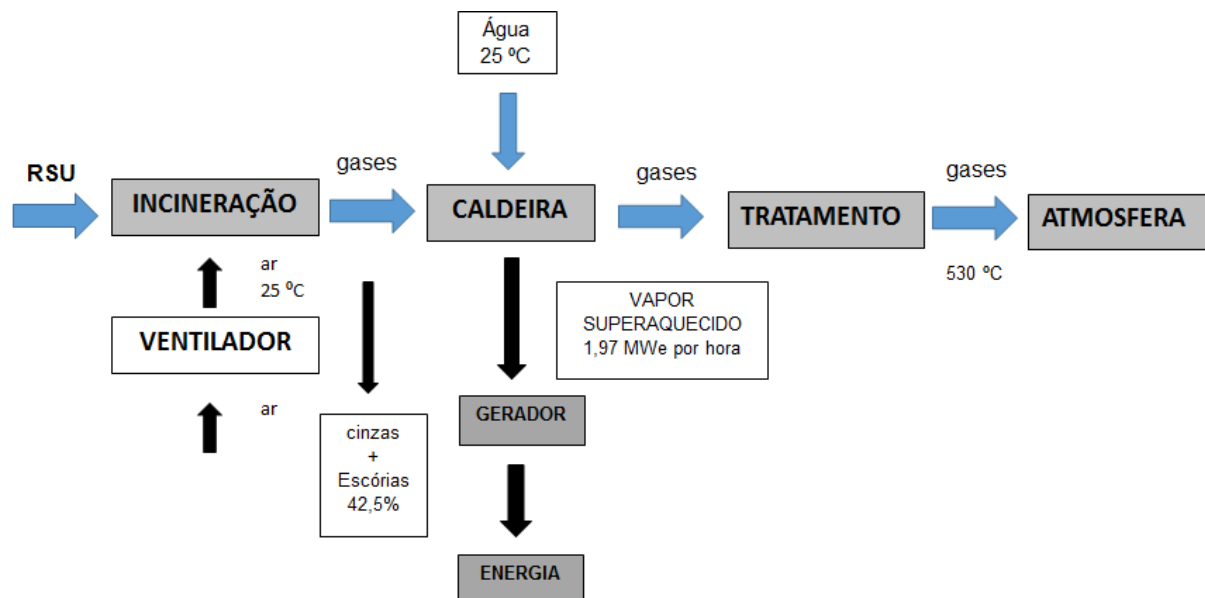 Água
25 ºC
RSU
INCINERAÇÃO
gases
CALDEIRA
gases
TRATAMENTO
gases
ATMOSFERA
530 ºC
ar
25 ºC
VENTILADOR
ar
VAPOR
SUPERAQUECIDO
1,97 MWe por hora
cinzas
+
Escórias
42,5%
GERADOR
ENERGIA